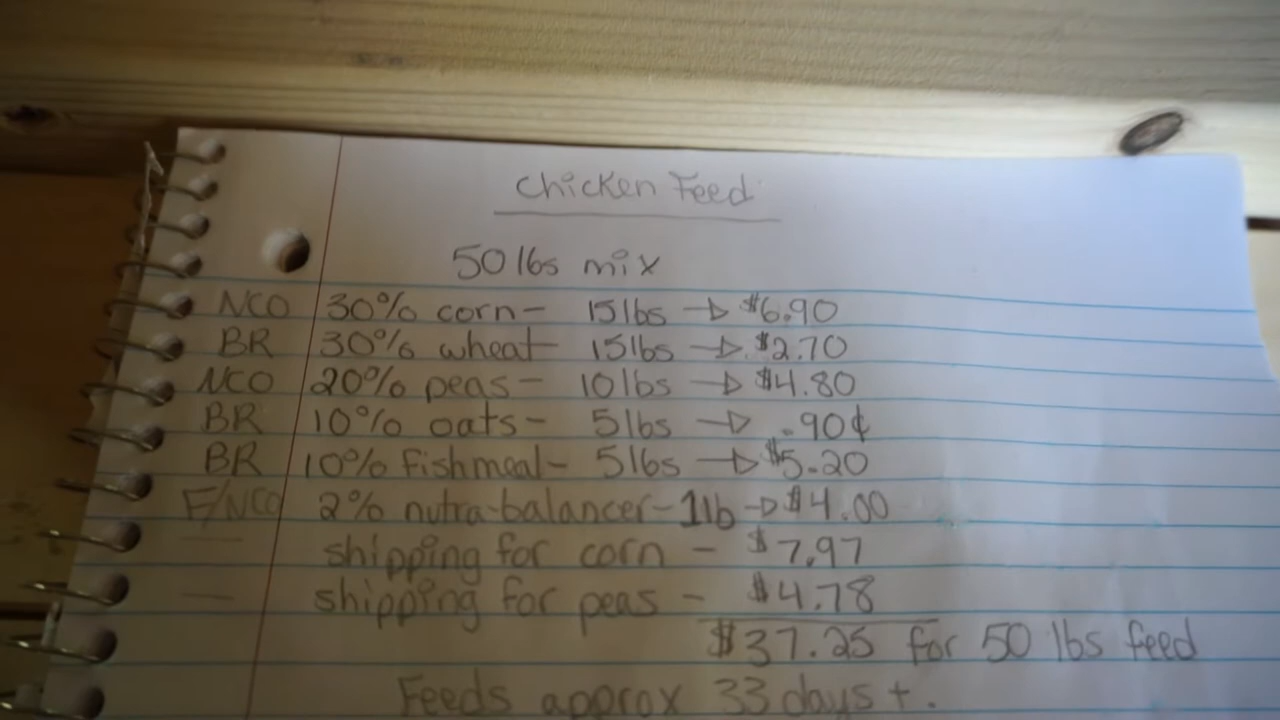 Chicken Feed
50 lbs mix
NCO 30% corn- 15lbs → $6.90
BR 30% wheat- 15lbs → $2.70
NCO 20% peas- 10lbs → $4.80
BR 10% oats- 5lbs → .90¢
BR 10% fishmeal- 5lbs → $5.20
F/NCO 2% nutra-balancer- 1lb → $4.00
— shipping for corn - $7.97
— shipping for peas - $4.78
$37.25 for 50 lbs feed
Feeds approx 33 days +.